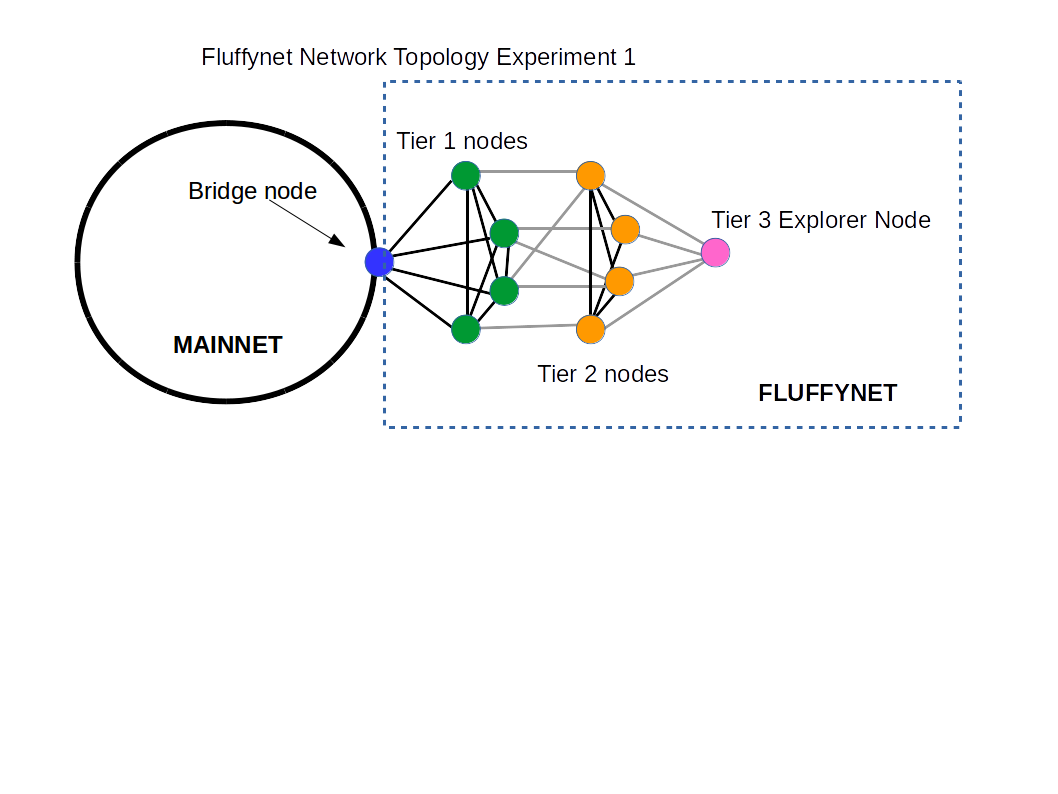 Fluffynet Network Topology Experiment 1
Tier 1 nodes
Bridge node
Tier 3 Explorer Node
MAINNET
Tier 2 nodes
FLUFFYNET